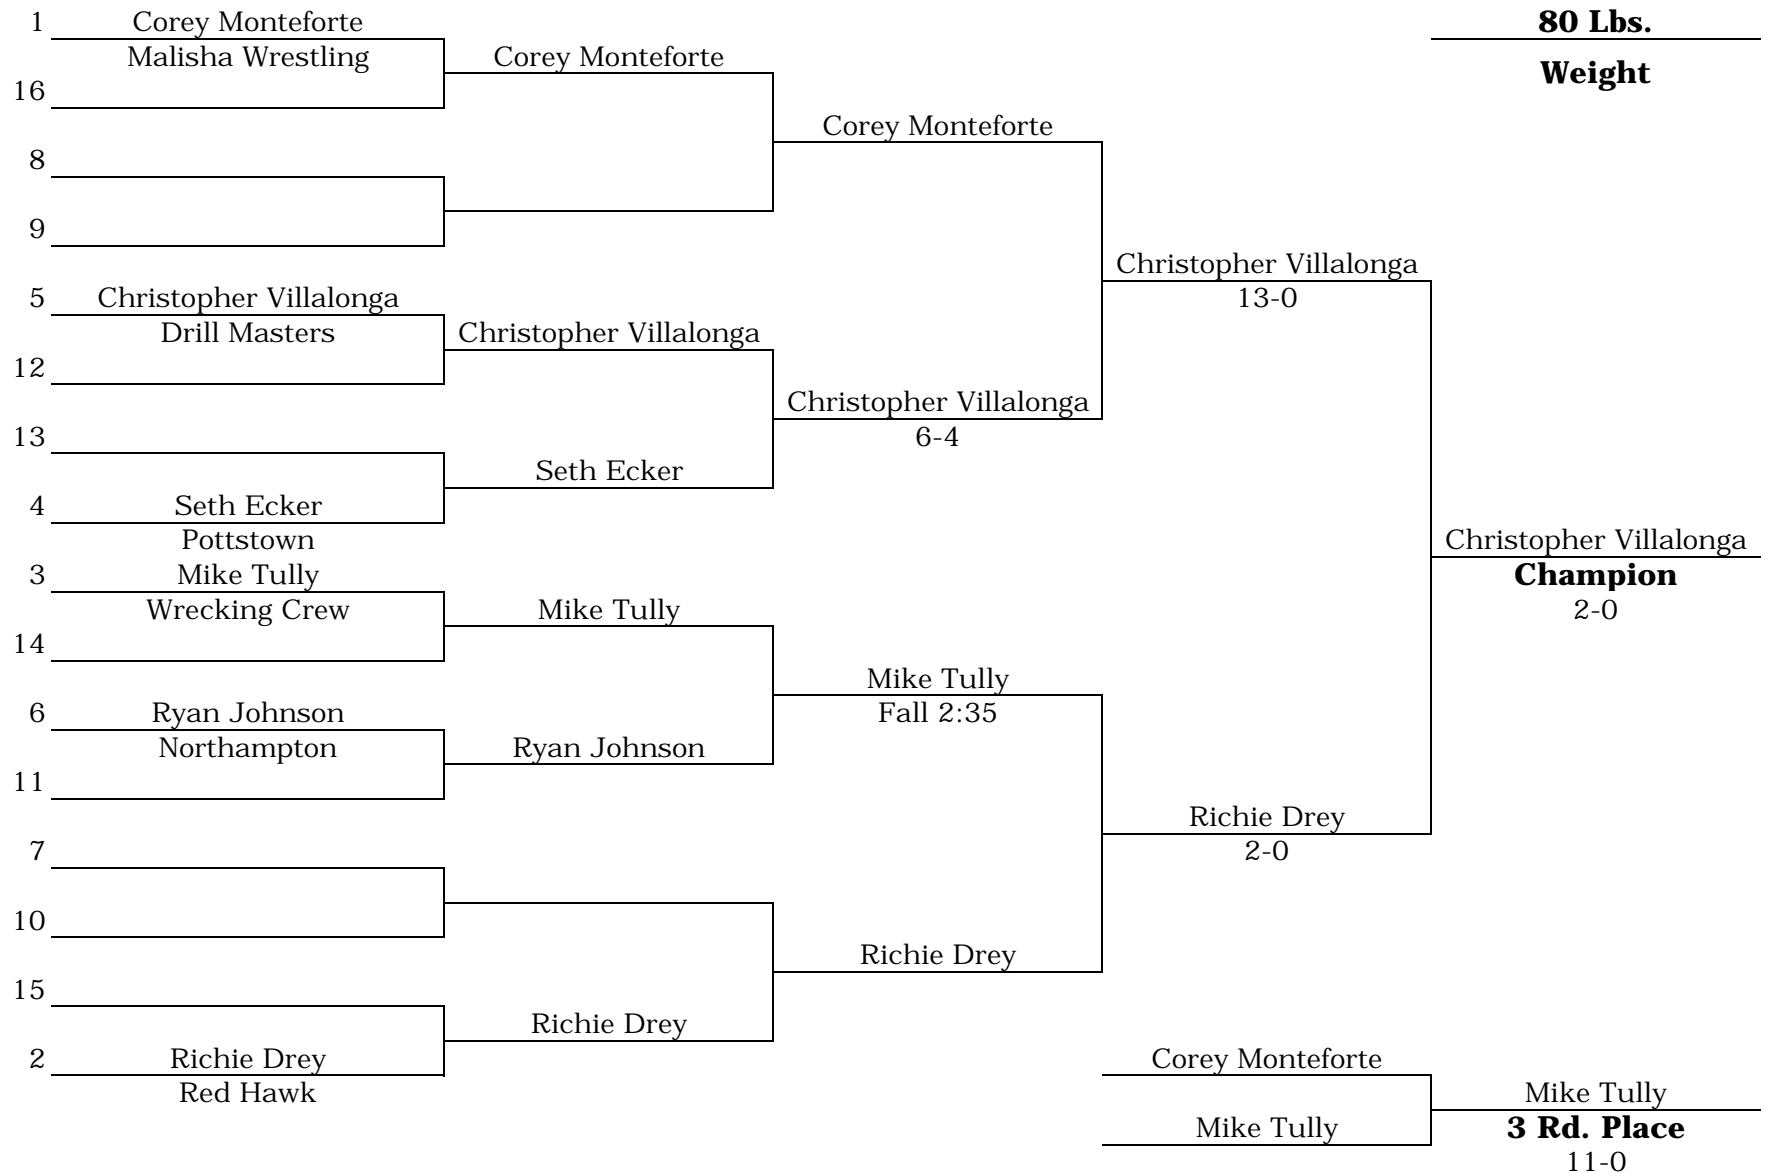 1 Corey Monteforte
Malisha Wrestling
16
8
9
5 Christopher Villalonga
Drill Masters
12
13
4 Seth Ecker
Pottstown
3 Mike Tully
Wrecking Crew
14
6 Ryan Johnson
Northampton
11
7
10
15
2 Richie Drey
Red Hawk
Corey Monteforte
Christopher Villalonga
Seth Ecker
Mike Tully
Ryan Johnson
Richie Drey
Corey Monteforte
Christopher Villalonga
6-4
Mike Tully
Fall 2:35
Richie Drey
Christopher Villalonga
13-0
Richie Drey
2-0
Corey Monteforte
Mike Tully
80 Lbs.
Weight
Christopher Villalonga
Champion
2-0
Mike Tully
3 Rd. Place
11-0